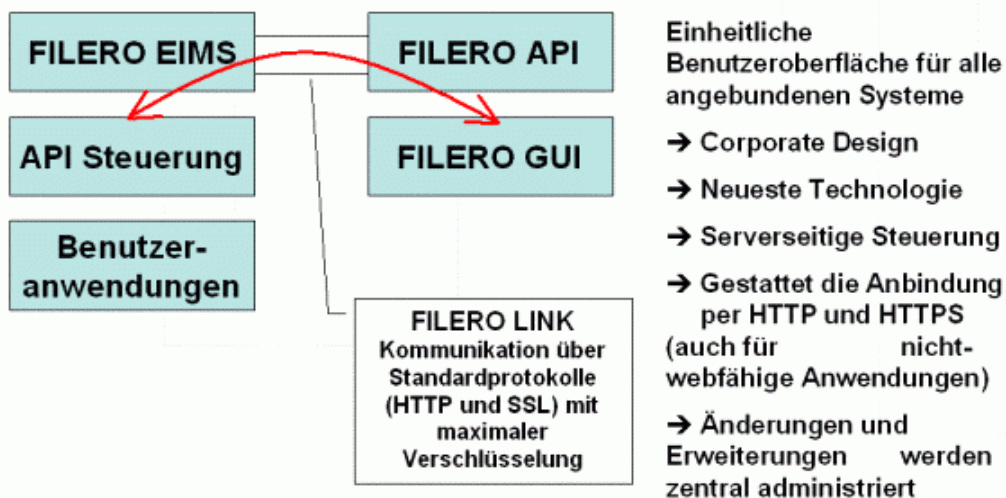 FILERO EIMS
FILERO API
API Steuerung
FILERO GUI
Benutzer-
anwendungen
FILERO LINK
Kommunikation über
Standardprotokolle
(HTTP und SSL) mit
maximaler
Verschlüsselung
Einheitliche
Benutzeroberfläche für alle
angebundenen Systeme
→ Corporate Design
→ Neueste Technologie
→ Serverseitige Steuerung
→ Gestattet die Anbindung
per HTTP und HTTPS
(auch für nicht-
webfähige Anwendungen)
→ Änderungen und
Erweiterungen werden
zentral administriert